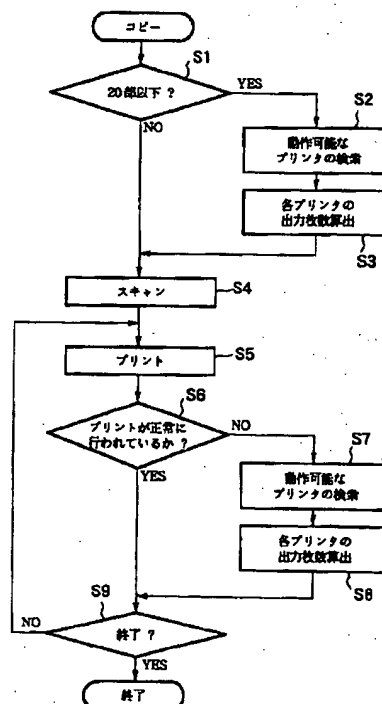 コピー
S1
20部以下 ?
YES
NO
S2
動作可能な
プリンタの検索
各プリンタの
出力枚数算出
S3
スキャン
S4
プリント
S5
S6
プリントが正常に
行われているか ?
NO
YES
S7
動作可能な
プリンタの検索
各プリンタの
出力枚数算出
S8
S9
NO
終了 ?
YES
終了